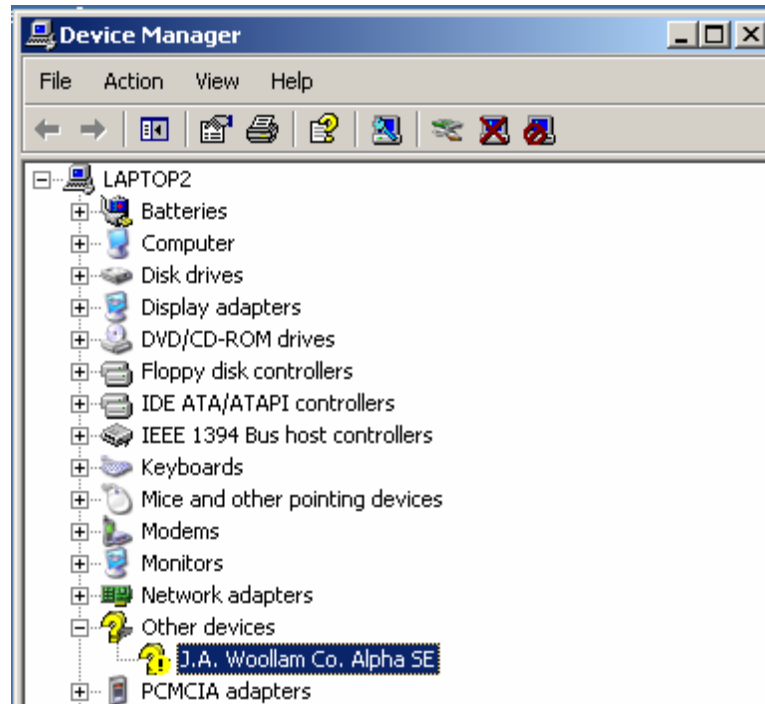 Device Manager
File Action View Help
LAPTOP2
Batteries
Computer
Disk drives
Display adapters
DVD/CD-ROM drives
Floppy disk controllers
IDE ATA/ATAPI controllers
IEEE 1394 Bus host controllers
Keyboards
Mice and other pointing devices
Modems
Monitors
Network adapters
Other devices
J.A. Woollam Co. Alpha SE
PCMCIA adapters